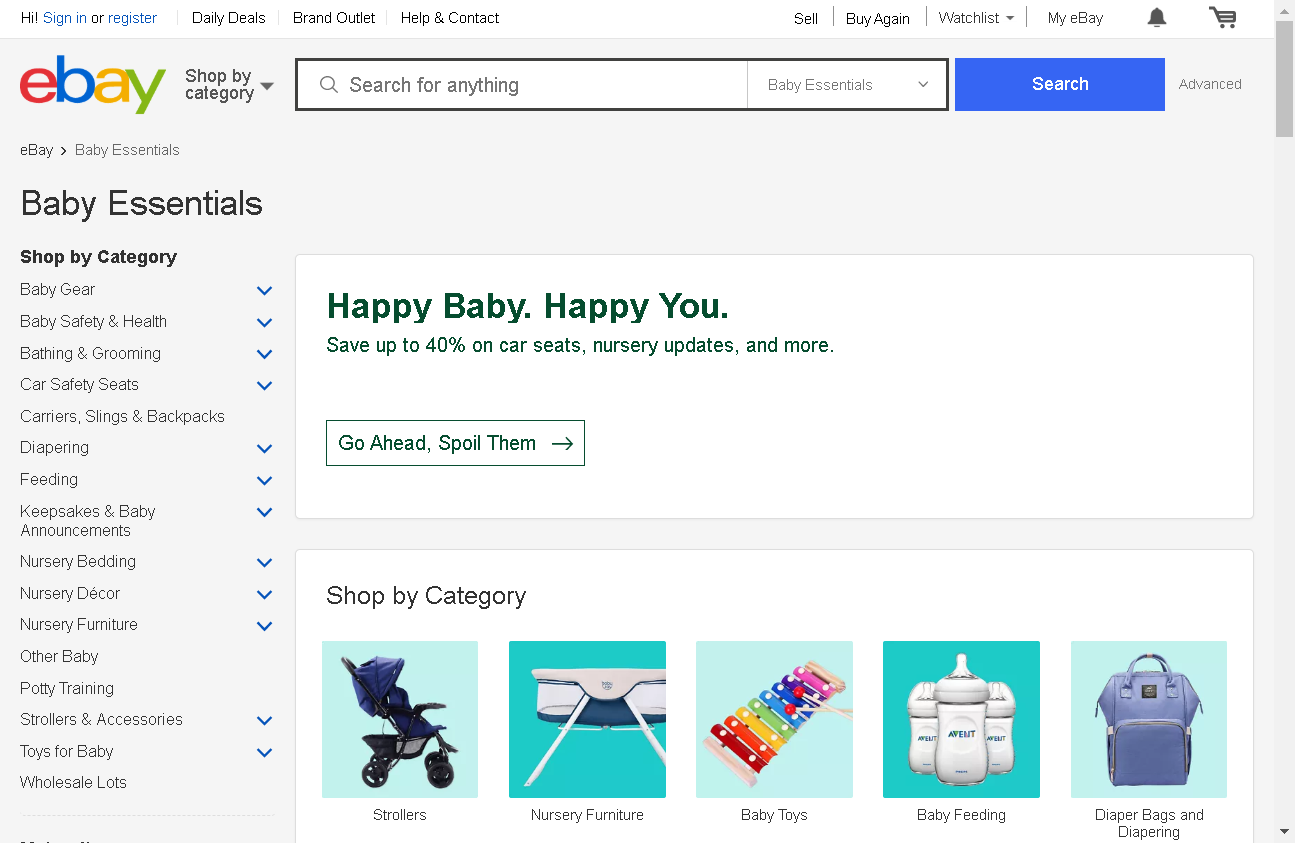 Hi! Sign in or register
Daily Deals
Brand Outlet
Help & Contact
Sell
Buy Again
Watchlist
My eBay
ebay
Shop by
category
Search for anything
Baby Essentials
Search
Advanced
eBay
Baby Essentials
Baby Essentials
Shop by Category
Baby Gear
Baby Safety & Health
Bathing & Grooming
Car Safety Seats
Carriers, Slings & Backpacks
Diapering
Feeding
Keepsakes & Baby
Announcements
Nursery Bedding
Nursery Décor
Nursery Furniture
Other Baby
Potty Training
Strollers & Accessories
Toys for Baby
Wholesale Lots
Happy Baby. Happy You.
Save up to 40% on car seats, nursery updates, and more.
Go Ahead, Spoil Them
Shop by Category
AVENT
AVENT
AVENT
Strollers
Nursery Furniture
Baby Toys
Baby Feeding
Diaper Bags and
Diapering